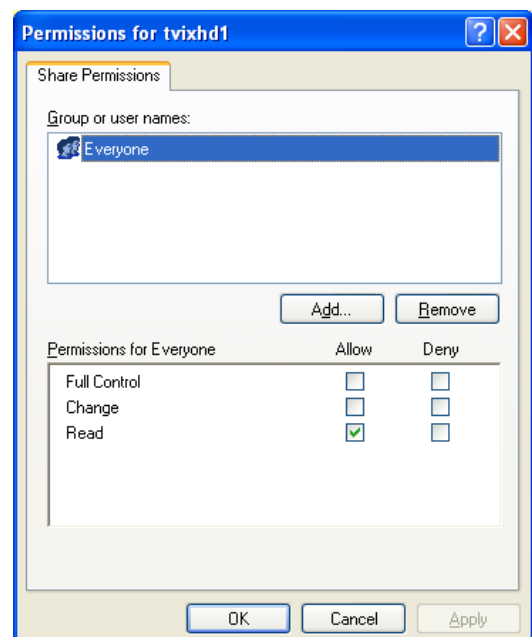 Permissions for tvixhd1
Share Permissions
Group or user names:
Everyone
Add... Remove
Permissions for Everyone Allow Deny
Full Control
Change
Read
OK Cancel Apply